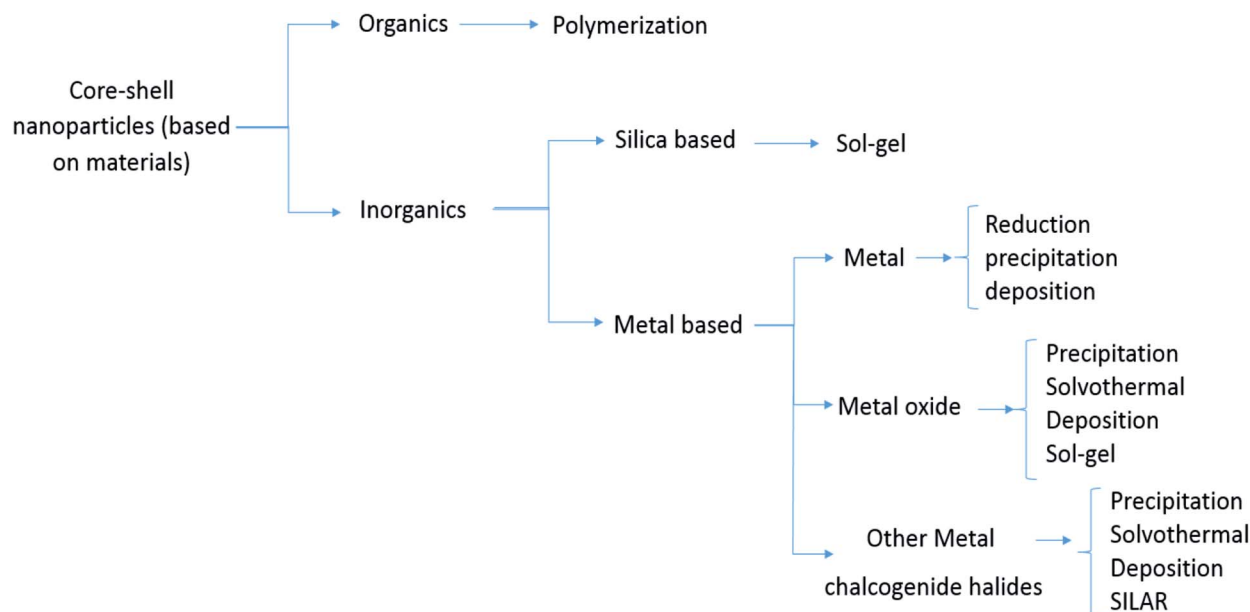 Organics
Polymerization
Core-shell
nanoparticles (based
on materials)
Silica based
Sol-gel
Inorganics
Metal
Reduction
precipitation
deposition
Metal based
Metal oxide
Precipitation
Solvothermal
Deposition
Sol-gel
Other Metal
chalcogenide halides
Precipitation
Solvothermal
Deposition
SILAR